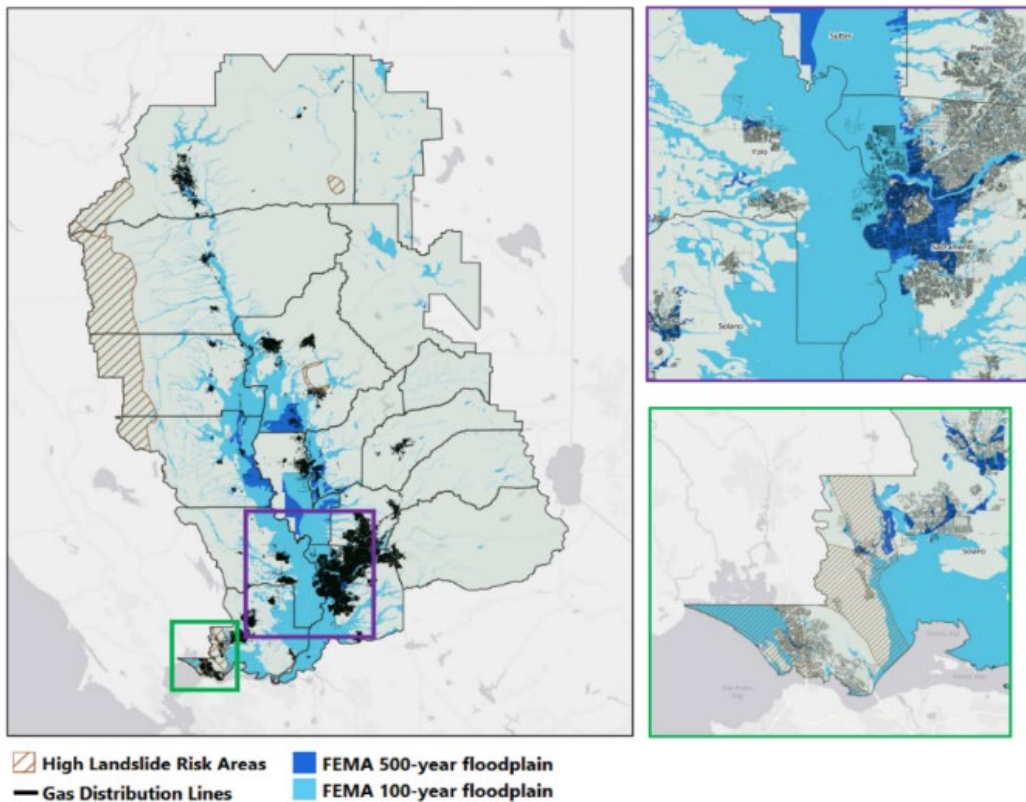 Sutter
Placer
Yolo
Sacramento
Solano
Solano
High Landslide Risk Areas
Gas Distribution Lines
FEMA 500-year floodplain
FEMA 100-year floodplain